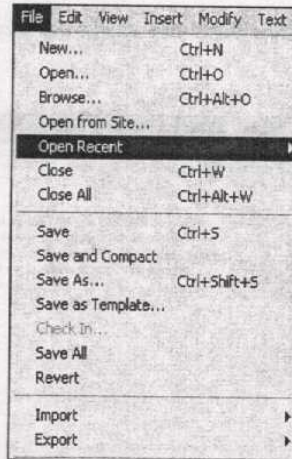 File Edit View Insert Modify Text
New... Ctrl+N
Open... Ctrl+O
Browse... Ctrl+Alt+O
Open from Site...
Open Recent
Close Ctrl+W
Close All Ctrl+Alt+W
Save Ctrl+S
Save and Compact
Save As... Ctrl+Shift+S
Save as Template...
Check In...
Save All
Revert
Import
Export